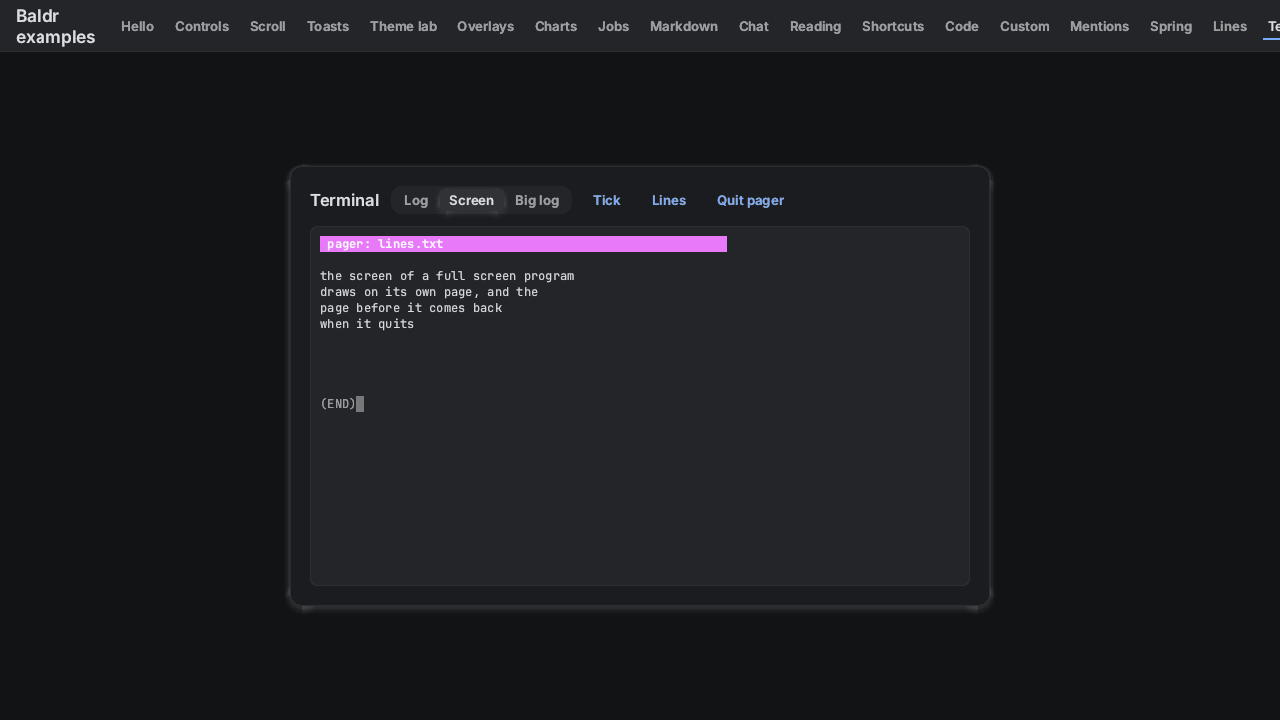 Baldr examples
Hello Controls Scroll Toasts Theme lab Overlays Charts Jobs Markdown Chat Reading Shortcuts Code Custom Mentions Spring Lines
Terminal Log Screen Big log Tick Lines Quit pager
pager: lines.txt
the screen of a full screen program
draws on its own page, and the
page before it comes back
when it quits
(END)